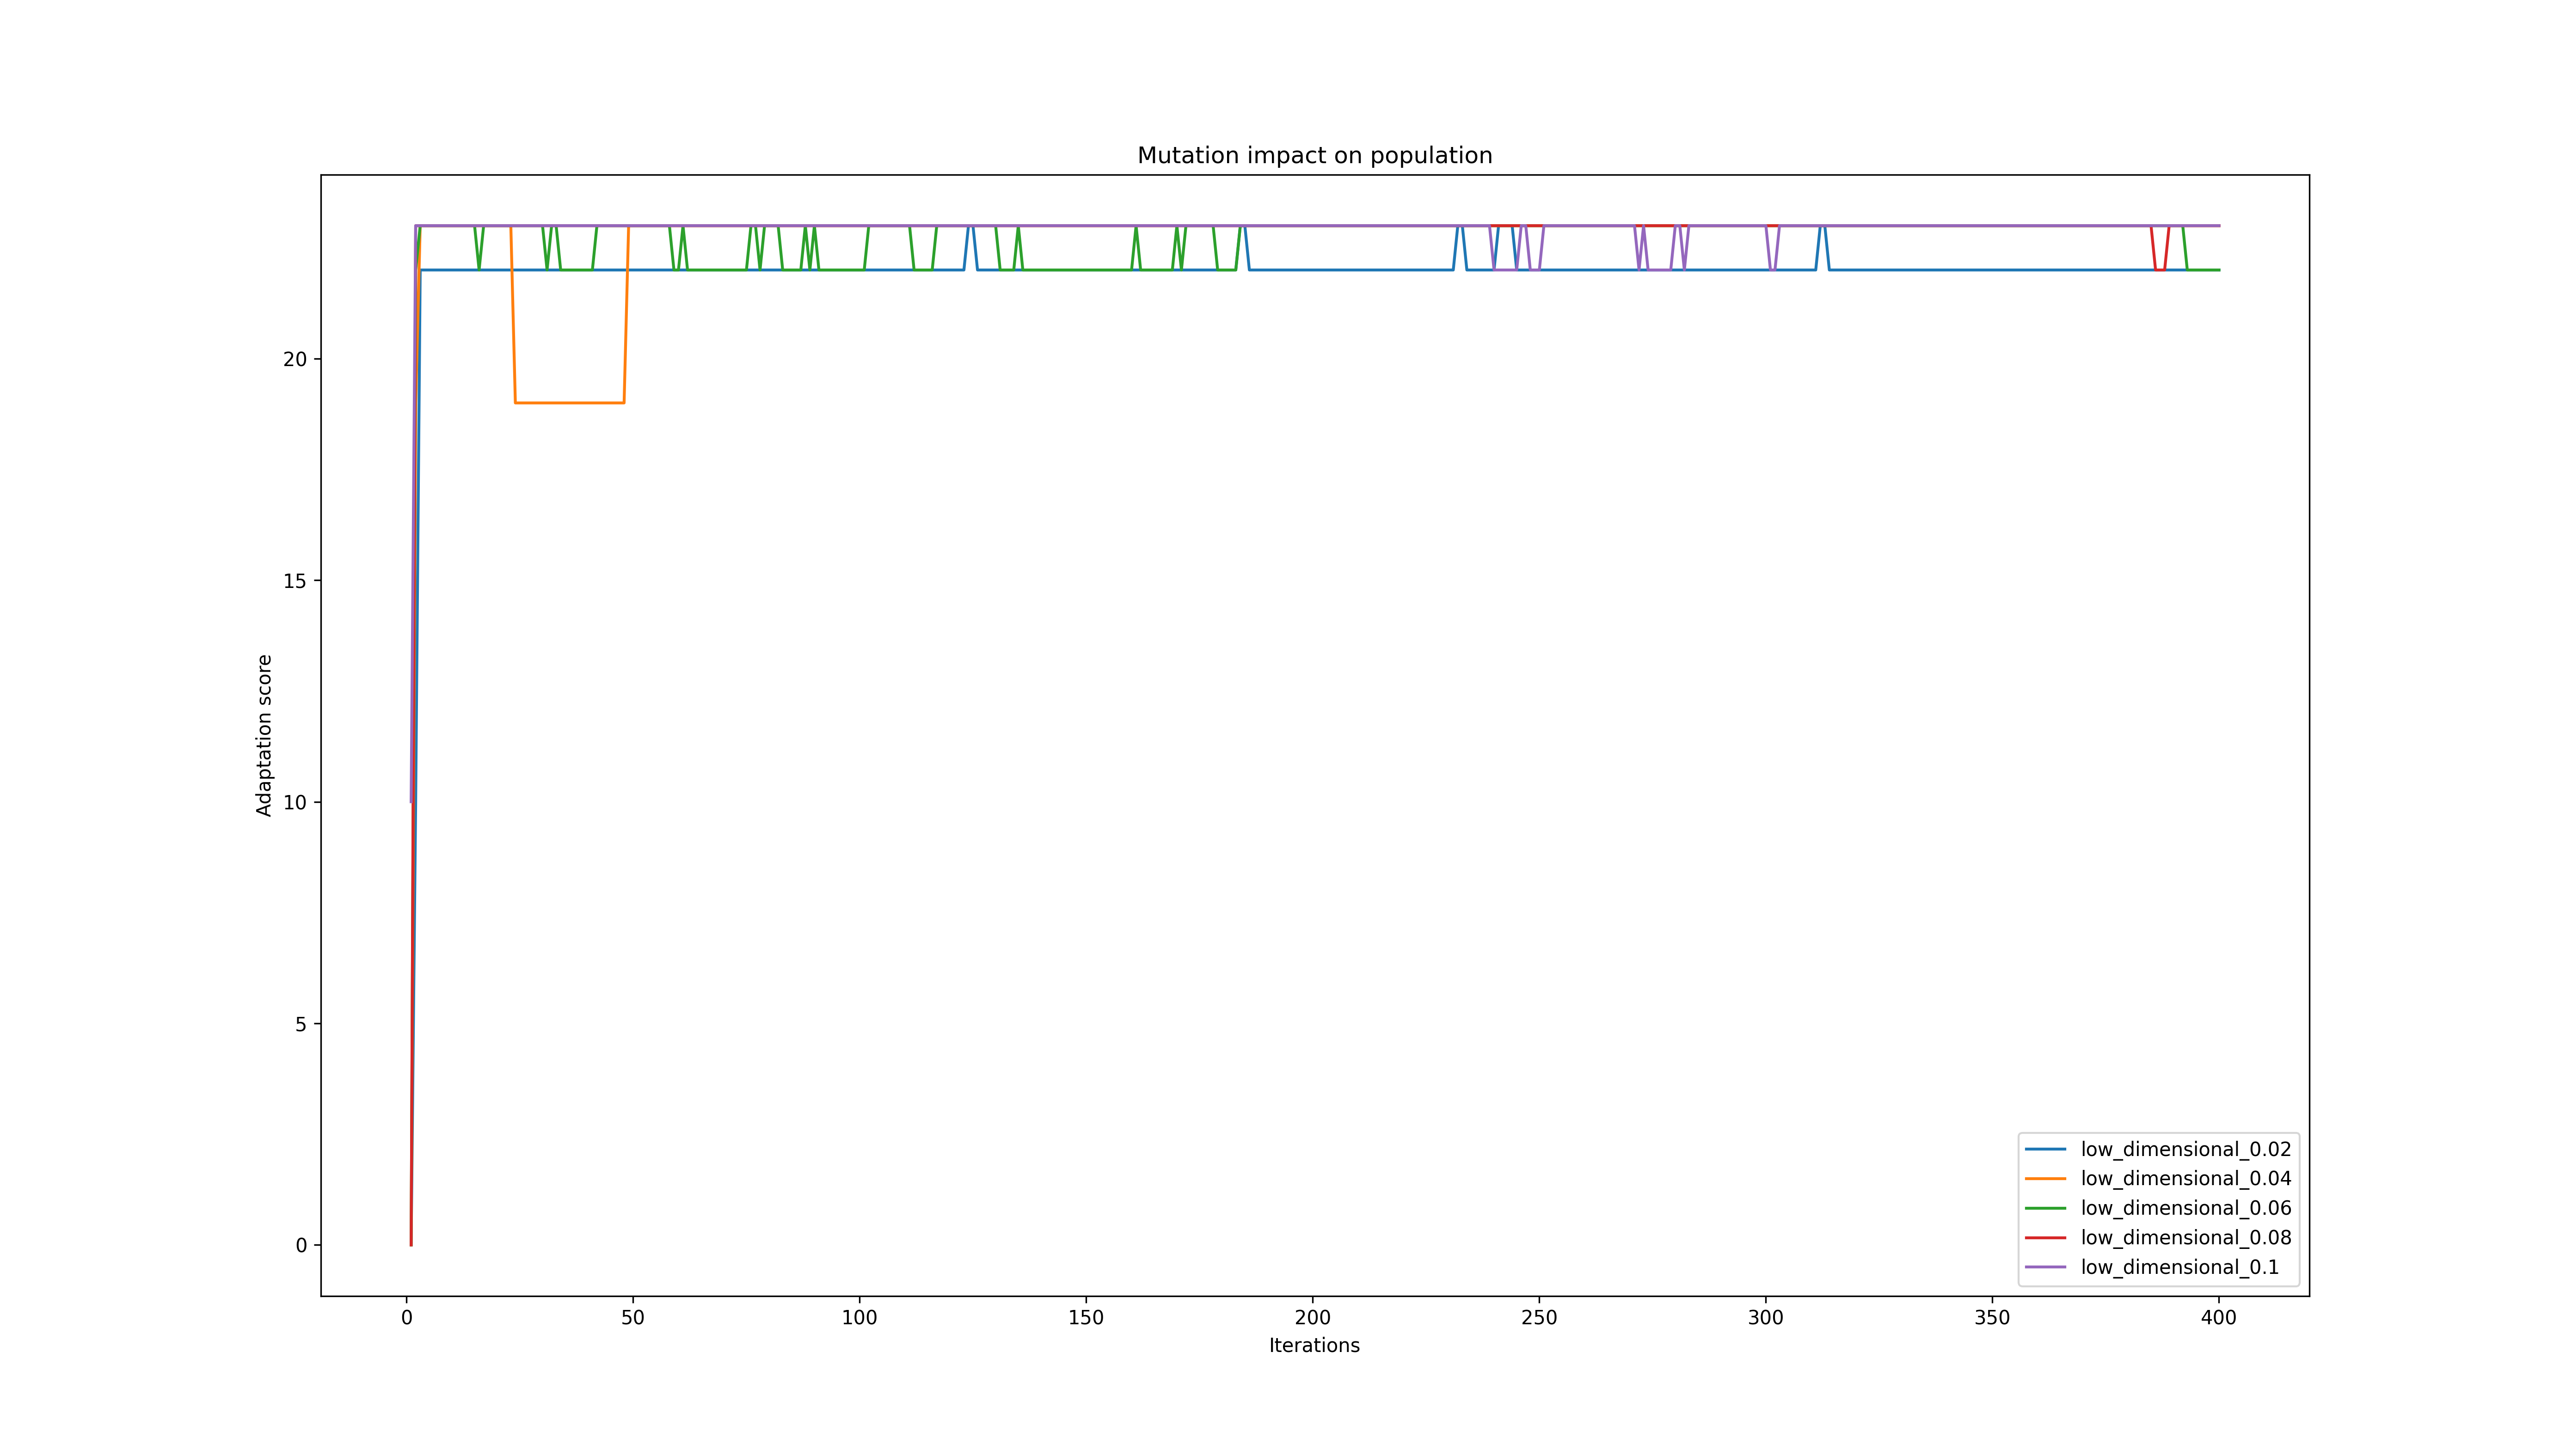 Mutation impact on population
Adaptation score
20
15
10
5
0
0 50 100 150 200 250 300 350 400
Iterations
low_dimensional_0.02
low_dimensional_0.04
low_dimensional_0.06
low_dimensional_0.08
low_dimensional_0.1